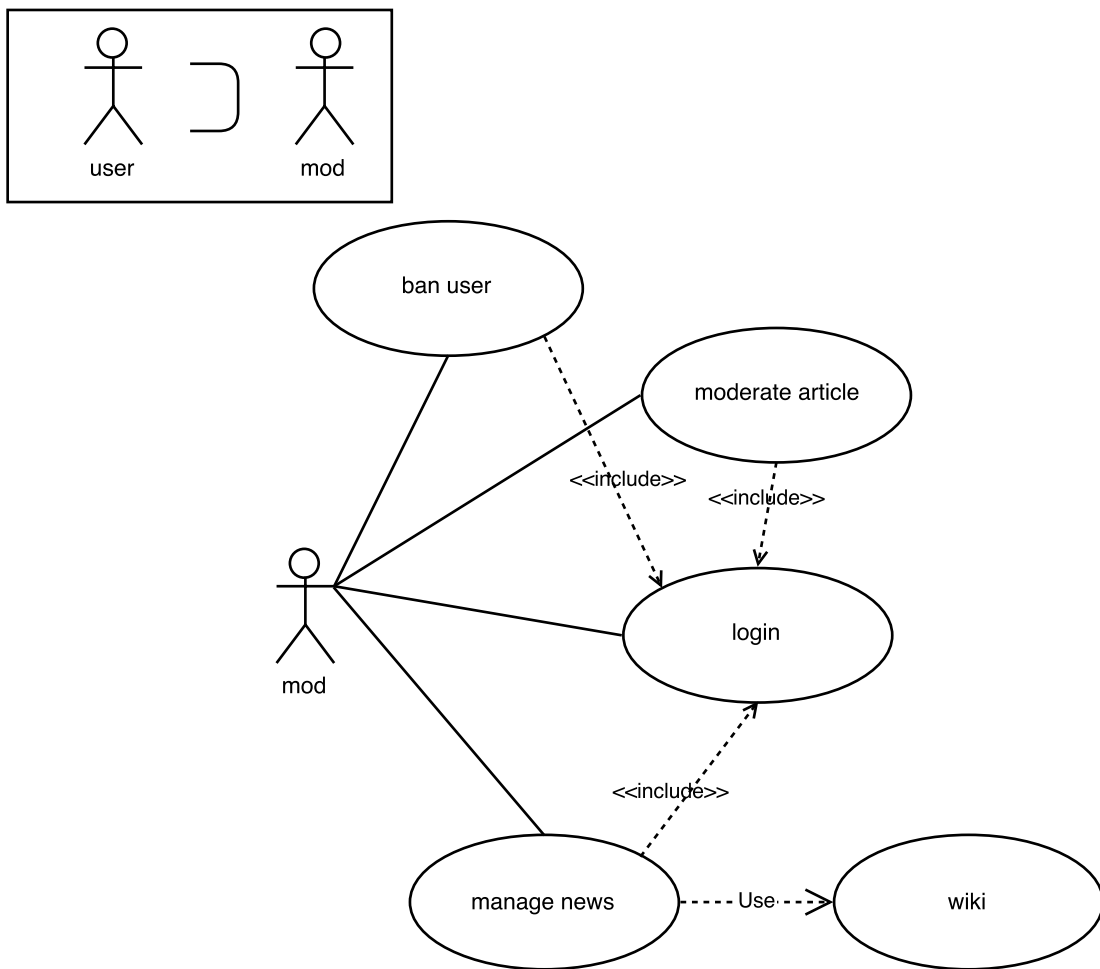 user
mod
ban user
moderate article
<<include>>
<<include>>
login
mod
<<include>>
manage news
Use
wiki